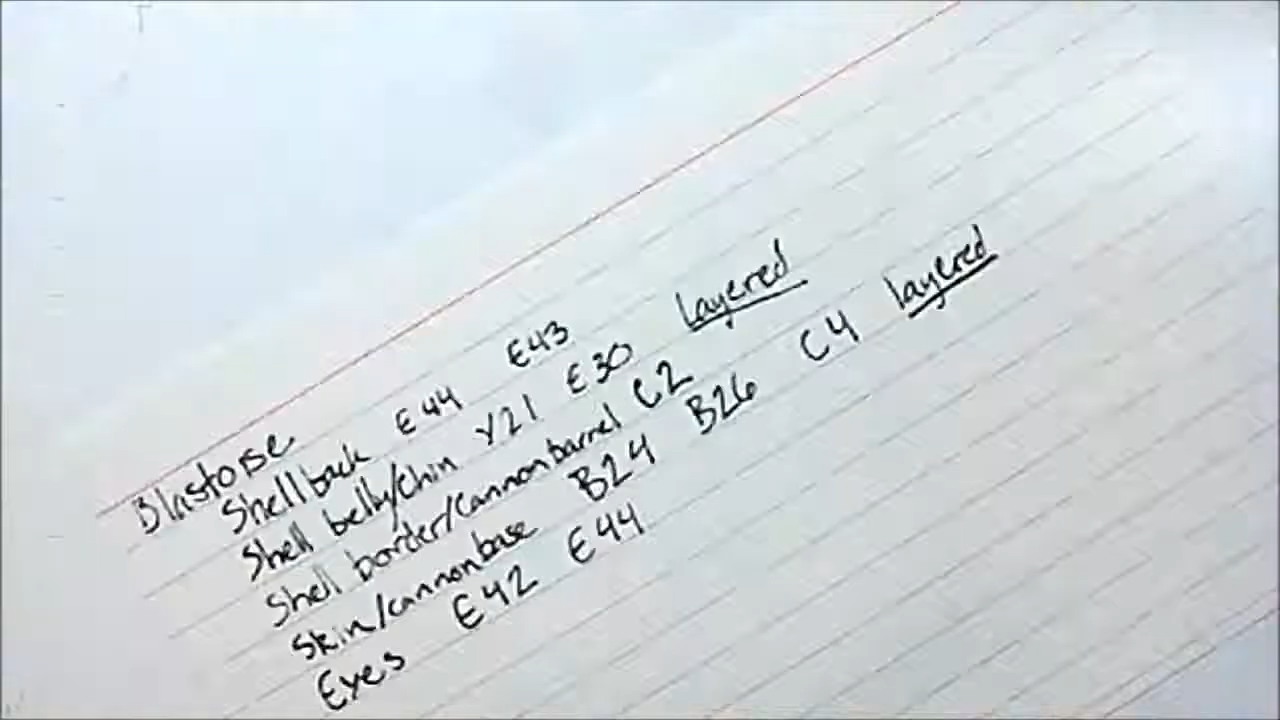 Blastoise
Shell back E44 E43
Shell belly/chin Y21 E30 Layered
Shell border/cannon barrel C2
Skin/cannon base B24 B26 C4 layered
Eyes E42 E44